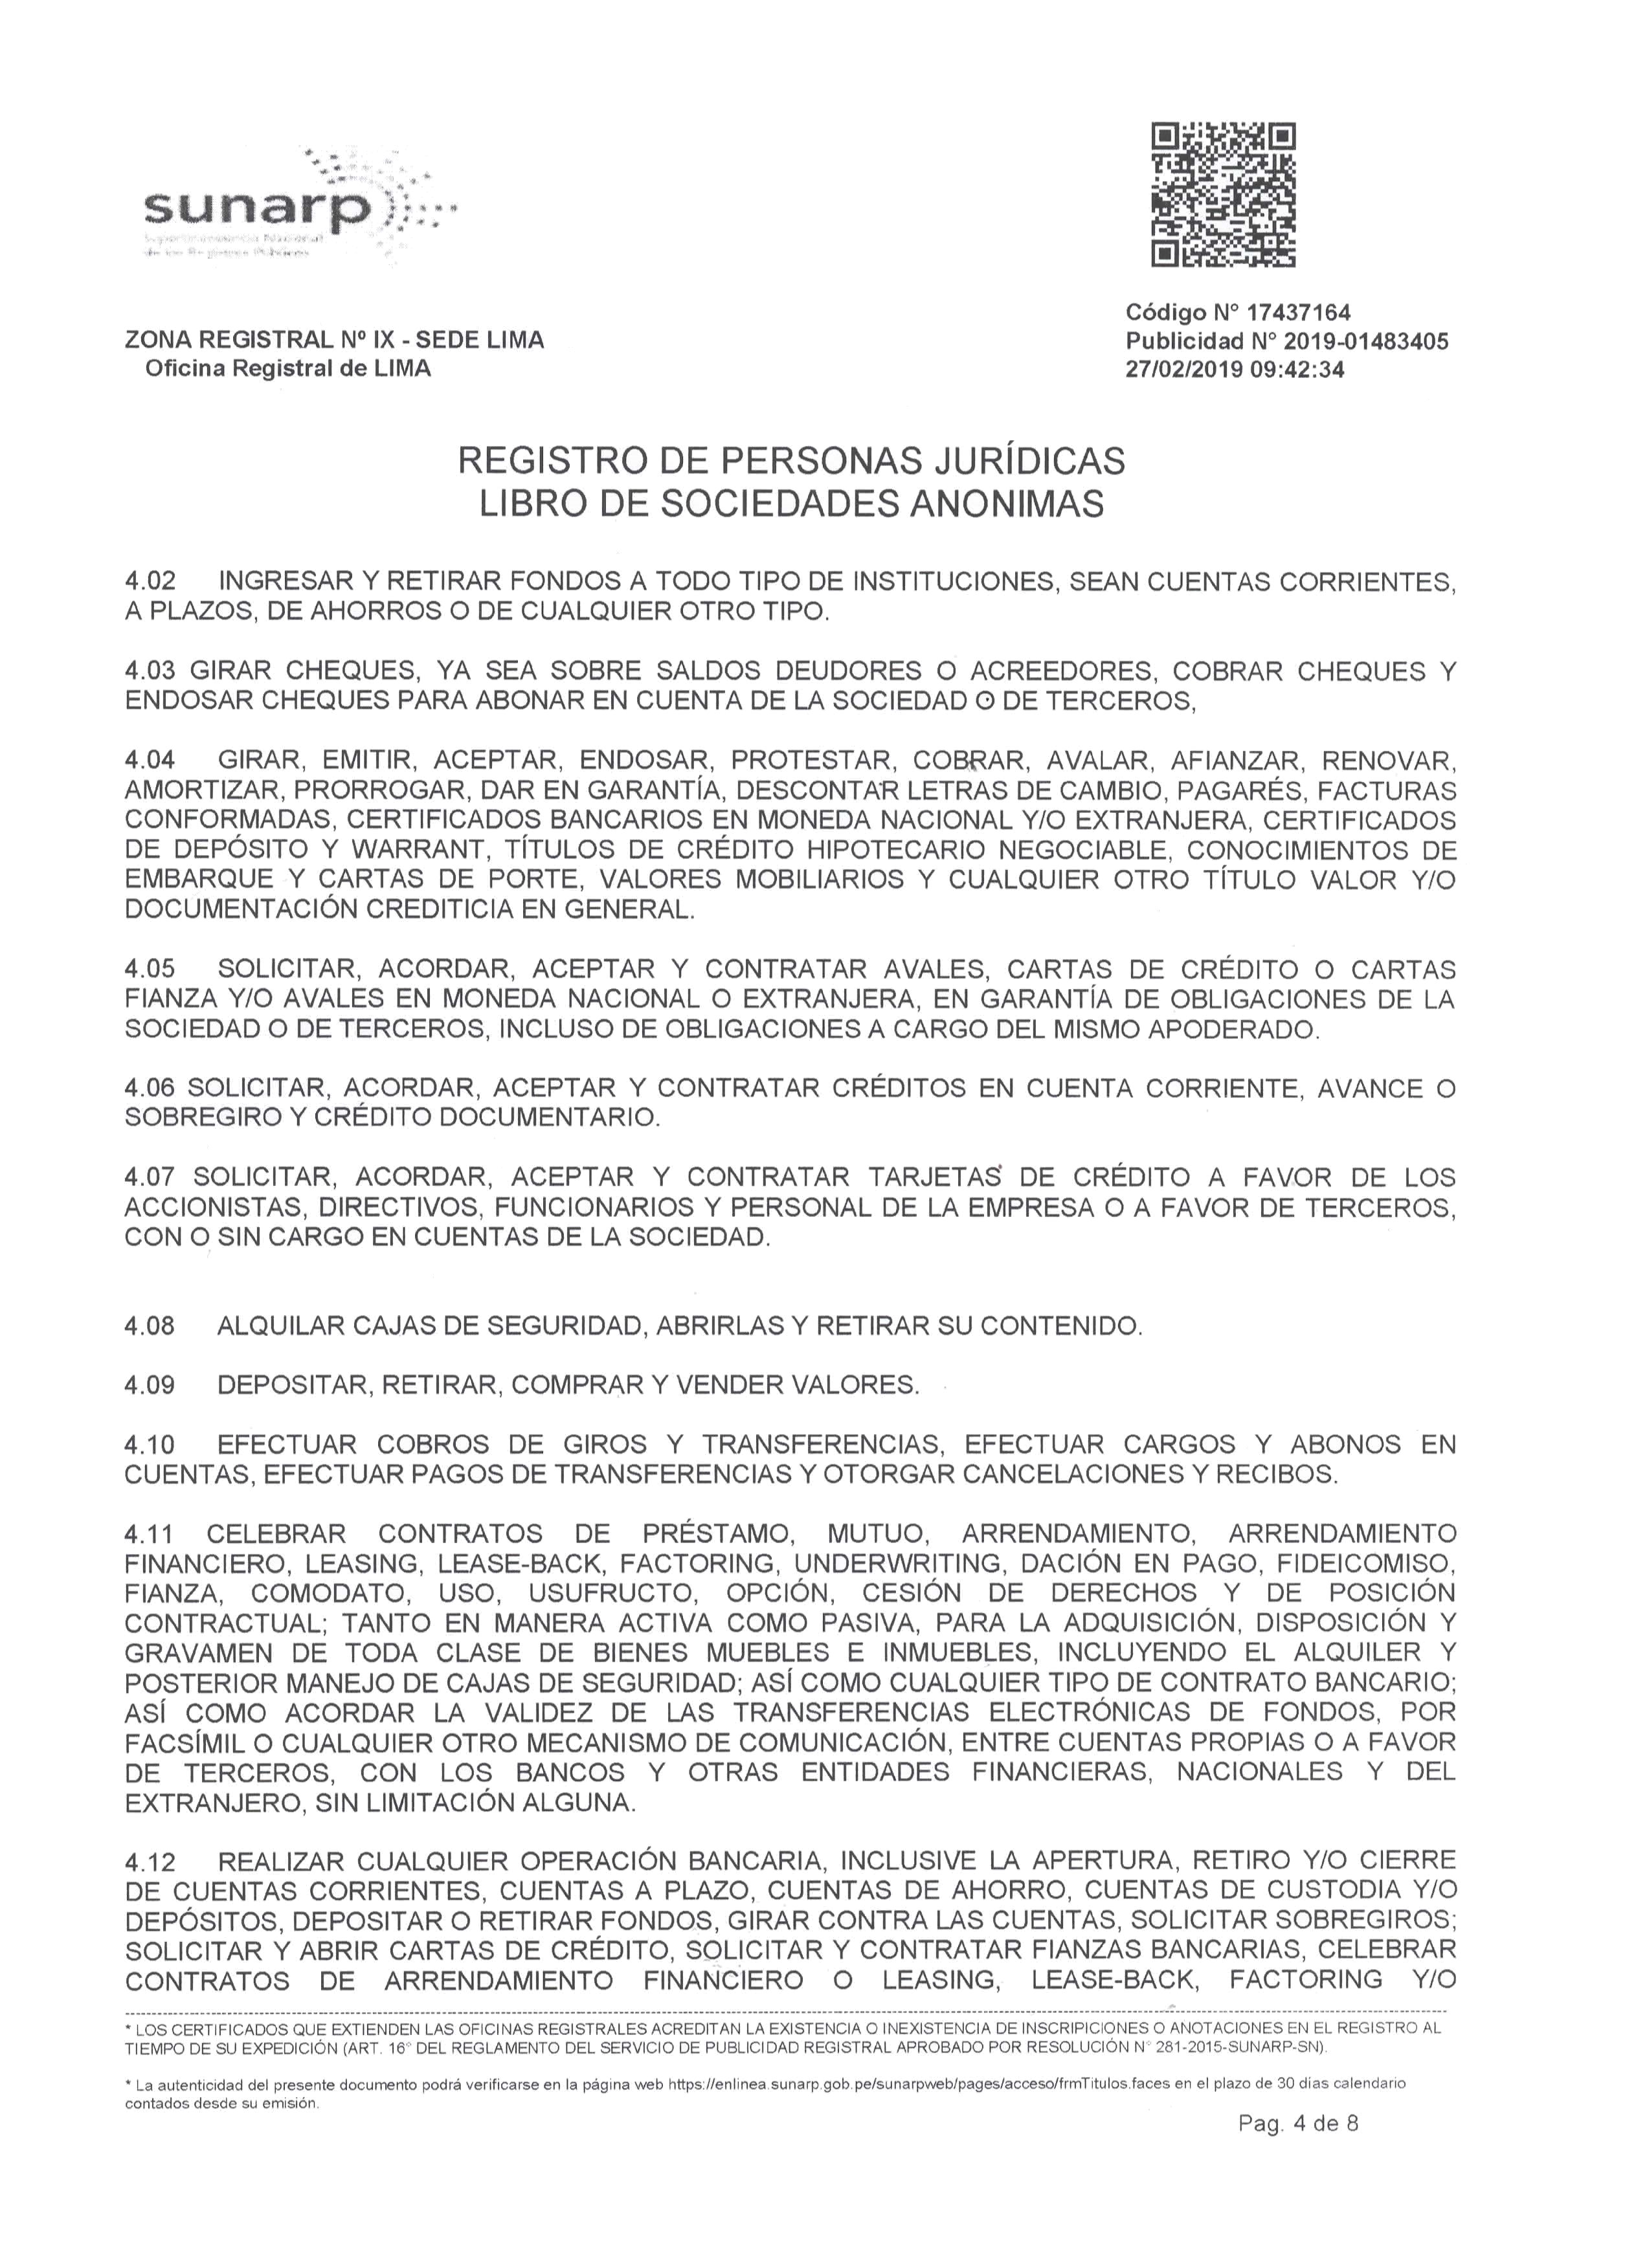 sunarp
Superintendencia Nacional
de los Registros Públicos
Código N° 17437164
Publicidad N° 2019-01483405
27/02/2019 09:42:34
ZONA REGISTRAL Nº IX - SEDE LIMA
Oficina Registral de LIMA
REGISTRO DE PERSONAS JURÍDICAS
LIBRO DE SOCIEDADES ANONIMAS
4.02 INGRESAR Y RETIRAR FONDOS A TODO TIPO DE INSTITUCIONES, SEAN CUENTAS CORRIENTES,
A PLAZOS, DE AHORROS O DE CUALQUIER OTRO TIPO.
4.03 GIRAR CHEQUES, YA SEA SOBRE SALDOS DEUDORES O ACREEDORES, COBRAR CHEQUES Y
ENDOSAR CHEQUES PARA ABONAR EN CUENTA DE LA SOCIEDAD O DE TERCEROS,
4.04 GIRAR, EMITIR, ACEPTAR, ENDOSAR, PROTESTAR, COBRAR, AVALAR, AFIANZAR, RENOVAR,
AMORTIZAR, PRORROGAR, DAR EN GARANTÍA, DESCONTAR LETRAS DE CAMBIO, PAGARÉS, FACTURAS
CONFORMADAS, CERTIFICADOS BANCARIOS EN MONEDA NACIONAL Y/O EXTRANJERA, CERTIFICADOS
DE DEPÓSITO Y WARRANT, TÍTULOS DE CRÉDITO HIPOTECARIO NEGOCIABLE, CONOCIMIENTOS DE
EMBARQUE Y CARTAS DE PORTE, VALORES MOBILIARIOS Y CUALQUIER OTRO TÍTULO VALOR Y/O
DOCUMENTACIÓN CREDITICIA EN GENERAL.
4.05 SOLICITAR, ACORDAR, ACEPTAR Y CONTRATAR AVALES, CARTAS DE CRÉDITO O CARTAS
FIANZA Y/O AVALES EN MONEDA NACIONAL O EXTRANJERA, EN GARANTÍA DE OBLIGACIONES DE LA
SOCIEDAD O DE TERCEROS, INCLUSO DE OBLIGACIONES A CARGO DEL MISMO APODERADO.
4.06 SOLICITAR, ACORDAR, ACEPTAR Y CONTRATAR CRÉDITOS EN CUENTA CORRIENTE, AVANCE O
SOBREGIRO Y CRÉDITO DOCUMENTARIO.
4.07 SOLICITAR, ACORDAR, ACEPTAR Y CONTRATAR TARJETAS DE CRÉDITO A FAVOR DE LOS
ACCIONISTAS, DIRECTIVOS, FUNCIONARIOS Y PERSONAL DE LA EMPRESA O A FAVOR DE TERCEROS,
CON O SIN CARGO EN CUENTAS DE LA SOCIEDAD.
4.08 ALQUILAR CAJAS DE SEGURIDAD, ABRIRLAS Y RETIRAR SU CONTENIDO.
4.09 DEPOSITAR, RETIRAR, COMPRAR Y VENDER VALORES.
4.10 EFECTUAR COBROS DE GIROS Y TRANSFERENCIAS, EFECTUAR CARGOS Y ABONOS EN
CUENTAS, EFECTUAR PAGOS DE TRANSFERENCIAS Y OTORGAR CANCELACIONES Y RECIBOS.
4.11 CELEBRAR CONTRATOS DE PRÉSTAMO, MUTUO, ARRENDAMIENTO, ARRENDAMIENTO
FINANCIERO, LEASING, LEASE-BACK, FACTORING, UNDERWRITING, DACIÓN EN PAGO, FIDEICOMISO,
FIANZA, COMODATO, USO, USUFRUCTO, OPCIÓN, CESIÓN DE DERECHOS Y DE POSICIÓN
CONTRACTUAL; TANTO EN MANERA ACTIVA COMO PASIVA, PARA LA ADQUISICIÓN, DISPOSICIÓN Y
GRAVAMEN DE TODA CLASE DE BIENES MUEBLES E INMUEBLES, INCLUYENDO EL ALQUILER Y
POSTERIOR MANEJO DE CAJAS DE SEGURIDAD; ASÍ COMO CUALQUIER TIPO DE CONTRATO BANCARIO;
ASÍ COMO ACORDAR LA VALIDEZ DE LAS TRANSFERENCIAS ELECTRÓNICAS DE FONDOS, POR
FACSÍMIL O CUALQUIER OTRO MECANISMO DE COMUNICACIÓN, ENTRE CUENTAS PROPIAS O A FAVOR
DE TERCEROS, CON LOS BANCOS Y OTRAS ENTIDADES FINANCIERAS, NACIONALES Y DEL
EXTRANJERO, SIN LIMITACIÓN ALGUNA.
4.12 REALIZAR CUALQUIER OPERACIÓN BANCARIA, INCLUSIVE LA APERTURA, RETIRO Y/O CIERRE
DE CUENTAS CORRIENTES, CUENTAS A PLAZO, CUENTAS DE AHORRO, CUENTAS DE CUSTODIA Y/O
DEPÓSITOS, DEPOSITAR O RETIRAR FONDOS, GIRAR CONTRA LAS CUENTAS, SOLICITAR SOBREGIROS;
SOLICITAR Y ABRIR CARTAS DE CRÉDITO, SOLICITAR Y CONTRATAR FIANZAS BANCARIAS, CELEBRAR
CONTRATOS DE ARRENDAMIENTO FINANCIERO O LEASING, LEASE-BACK, FACTORING Y/O
* LOS CERTIFICADOS QUE EXTIENDEN LAS OFICINAS REGISTRALES ACREDITAN LA EXISTENCIA O INEXISTENCIA DE INSCRIPICIONES O ANOTACIONES EN EL REGISTRO AL
TIEMPO DE SU EXPEDICIÓN (ART. 16° DEL REGLAMENTO DEL SERVICIO DE PUBLICIDAD REGISTRAL APROBADO POR RESOLUCIÓN N° 281-2015-SUNARP-SN).
* La autenticidad del presente documento podrá verificarse en la página web https://enlinea.sunarp.gob.pe/sunarpweb/pages/acceso/frmTitulos.faces en el plazo de 30 dias calendario
contados desde su emisión.
Pag. 4 de 8